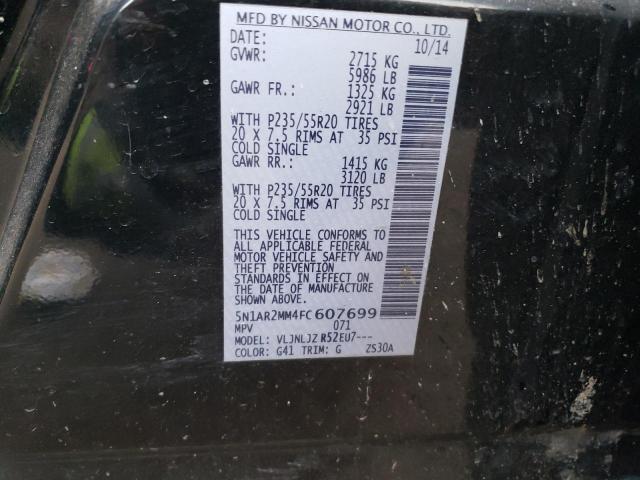 MFD BY NISSAN MOTOR CO., LTD.
DATE: 10/14
GVWR: 2715 KG
5986 LB
GAWR FR.: 1325 KG
2921 LB
WITH P235/55R20 TIRES
20 X 7.5 RIMS AT 35 PSI
COLD SINGLE
GAWR RR.: 1415 KG
3120 LB
WITH P235/55R20 TIRES
20 X 7.5 RIMS AT 35 PSI
COLD SINGLE
THIS VEHICLE CONFORMS TO
ALL APPLICABLE FEDERAL
MOTOR VEHICLE SAFETY AND
THEFT PREVENTION
STANDARDS IN EFFECT ON
THE DATE OF MANUFACTURE
SHOWN ABOVE.
5N1AR2MM4FC607699
MPV 071
MODEL: VLJNLJZ R52EU7---
COLOR: G41 TRIM: G ZS30A